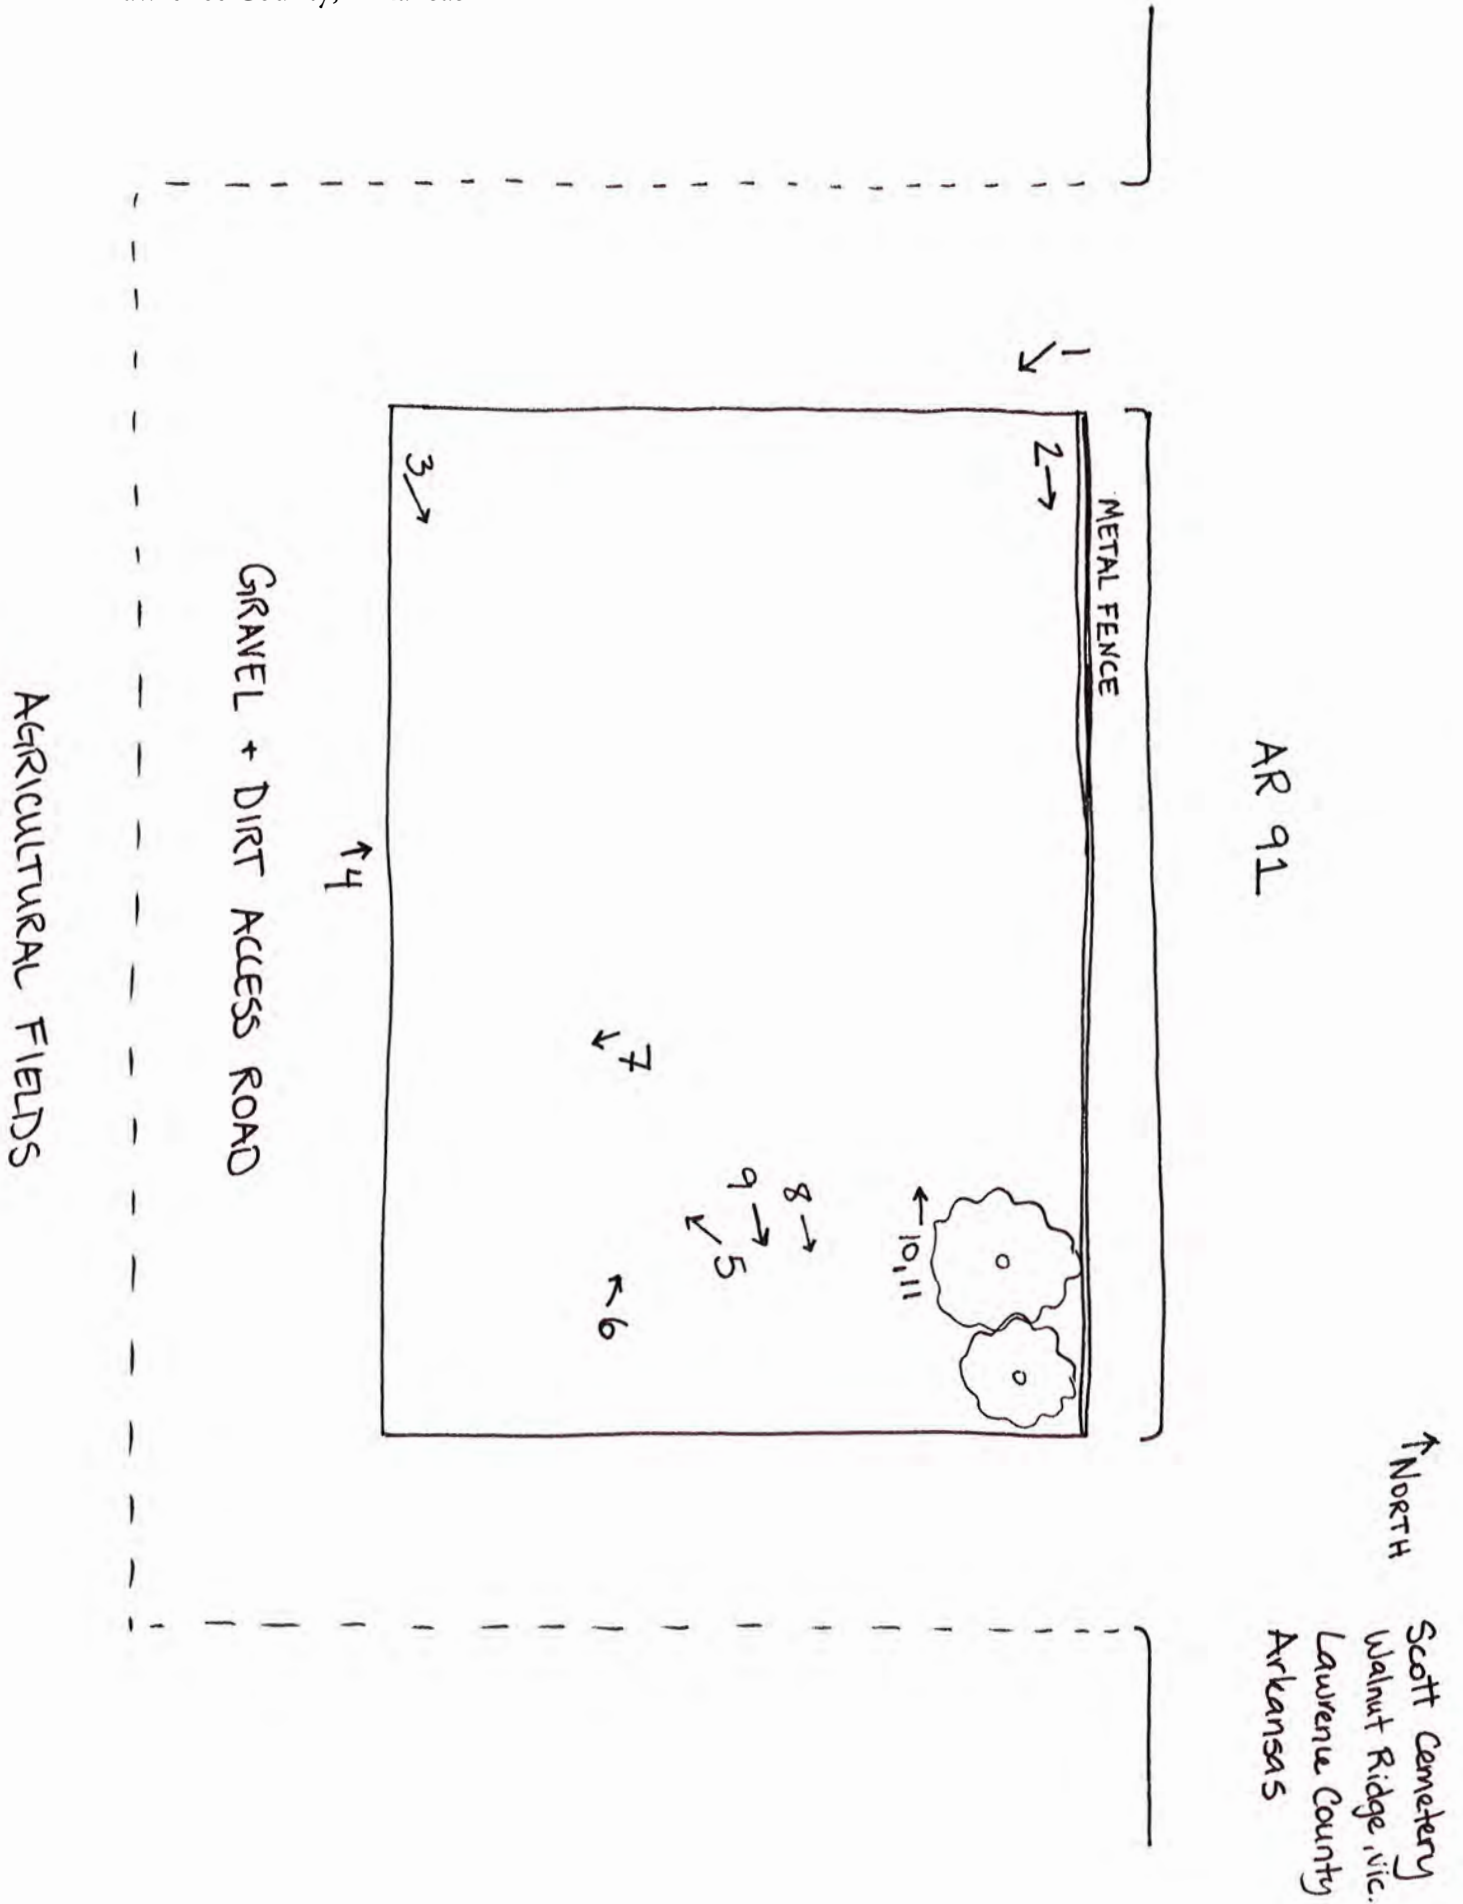 Scott Cemetery
Walnut Ridge, vic.
Lawrence County
Arkansas
NORTH
AR 91
METAL FENCE
1
2
3
4
5
6
7
8
9
10, 11
GRAVEL + DIRT ACCESS ROAD
AGRICULTURAL FIELDS